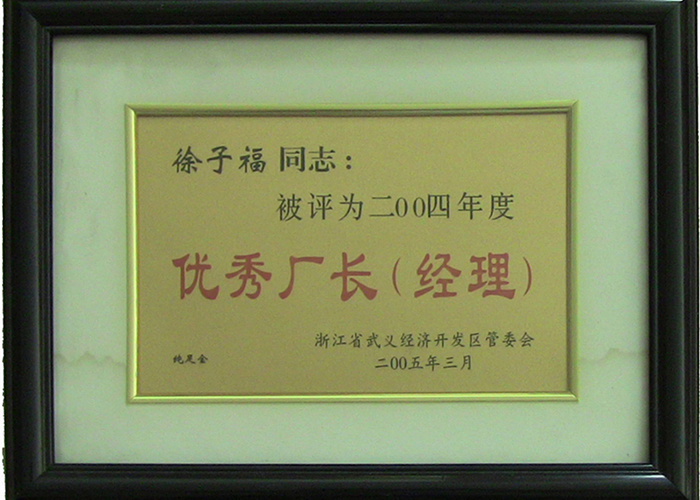 徐子福 同志:
被评为二00四年度
优秀厂长(经理)
浙江省武义经济开发区管委会
纯足金
二00五年三月